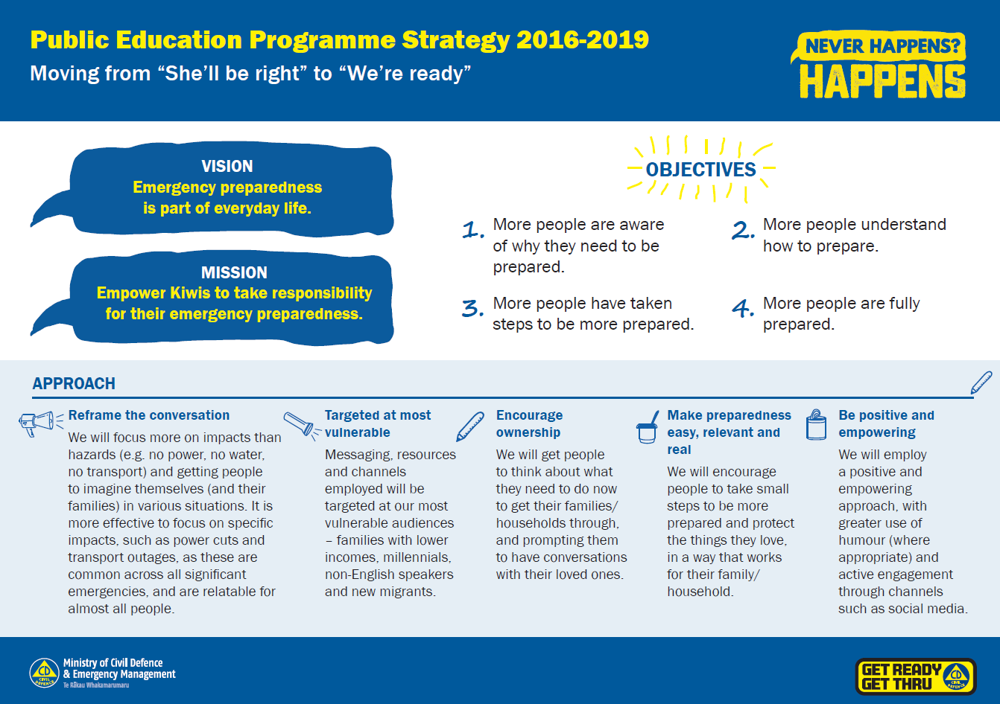 Public Education Programme Strategy 2016-2019
Moving from “She’ll be right” to “We’re ready”
NEVER HAPPENS?
HAPPENS
VISION
Emergency preparedness
is part of everyday life.
MISSION
Empower Kiwis to take responsibility
for their emergency preparedness.
OBJECTIVES
1. More people are aware
of why they need to be
prepared.
2. More people understand
how to prepare.
3. More people have taken
steps to be more prepared.
4. More people are fully
prepared.
APPROACH
Reframe the conversation
We will focus more on impacts than
hazards (e.g. no power, no water,
no transport) and getting people
to imagine themselves (and their
families) in various situations. It is
more effective to focus on specific
impacts, such as power cuts and
transport outages, as these are
common across all significant
emergencies, and are relatable for
almost all people.
Targeted at most
vulnerable
Messaging, resources
and channels
employed will be
targeted at our most
vulnerable audiences
– families with lower
incomes, millennials,
non-English speakers
and new migrants.
Encourage
ownership
We will get people
to think about what
they need to do now
to get their families/
households through,
and prompting them
to have conversations
with their loved ones.
Make preparedness
easy, relevant and
real
We will encourage
people to take small
steps to be more
prepared and protect
the things they love,
in a way that works
for their family/
household.
Be positive and
empowering
We will employ
a positive and
empowering
approach, with
greater use of
humour (where
appropriate) and
active engagement
through channels
such as social media.
CD
CIVIL
DEFENCE
Ministry of Civil Defence
& Emergency Management
Te Rākau Whakamarumaru
GET READY
GET THRU
CD
CIVIL
DEFENCE